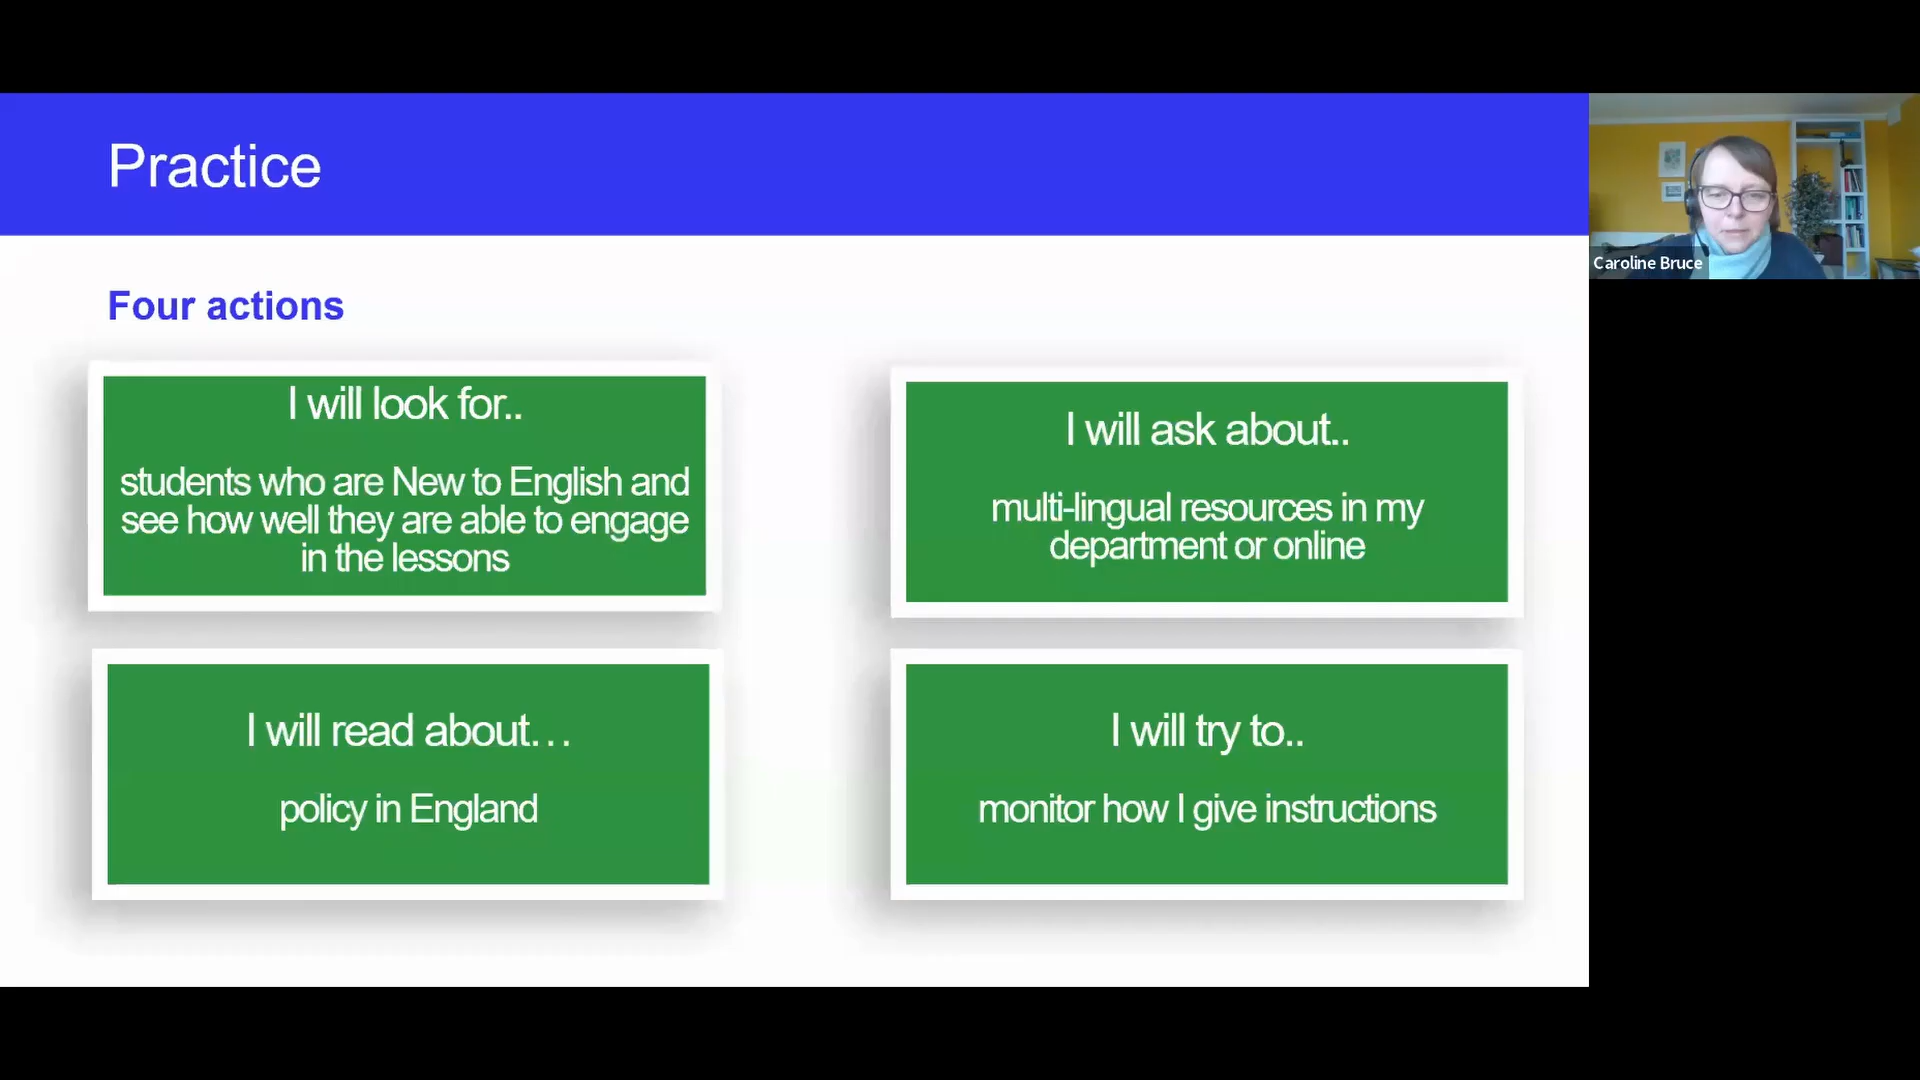 Practice
Four actions
I will look for..
students who are New to English and
see how well they are able to engage
in the lessons
I will ask about..
multi-lingual resources in my
department or online
I will read about…
policy in England
I will try to..
monitor how I give instructions
Caroline Bruce